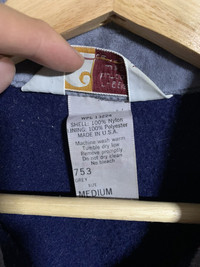 SHELL: 100% Nylon
LINING: 100% Polyester
MADE IN U.S.A.
Machine wash warm
Tumble dry low
Remove promptly
Do not dry clean
No bleach
753
GREY
MEDIUM